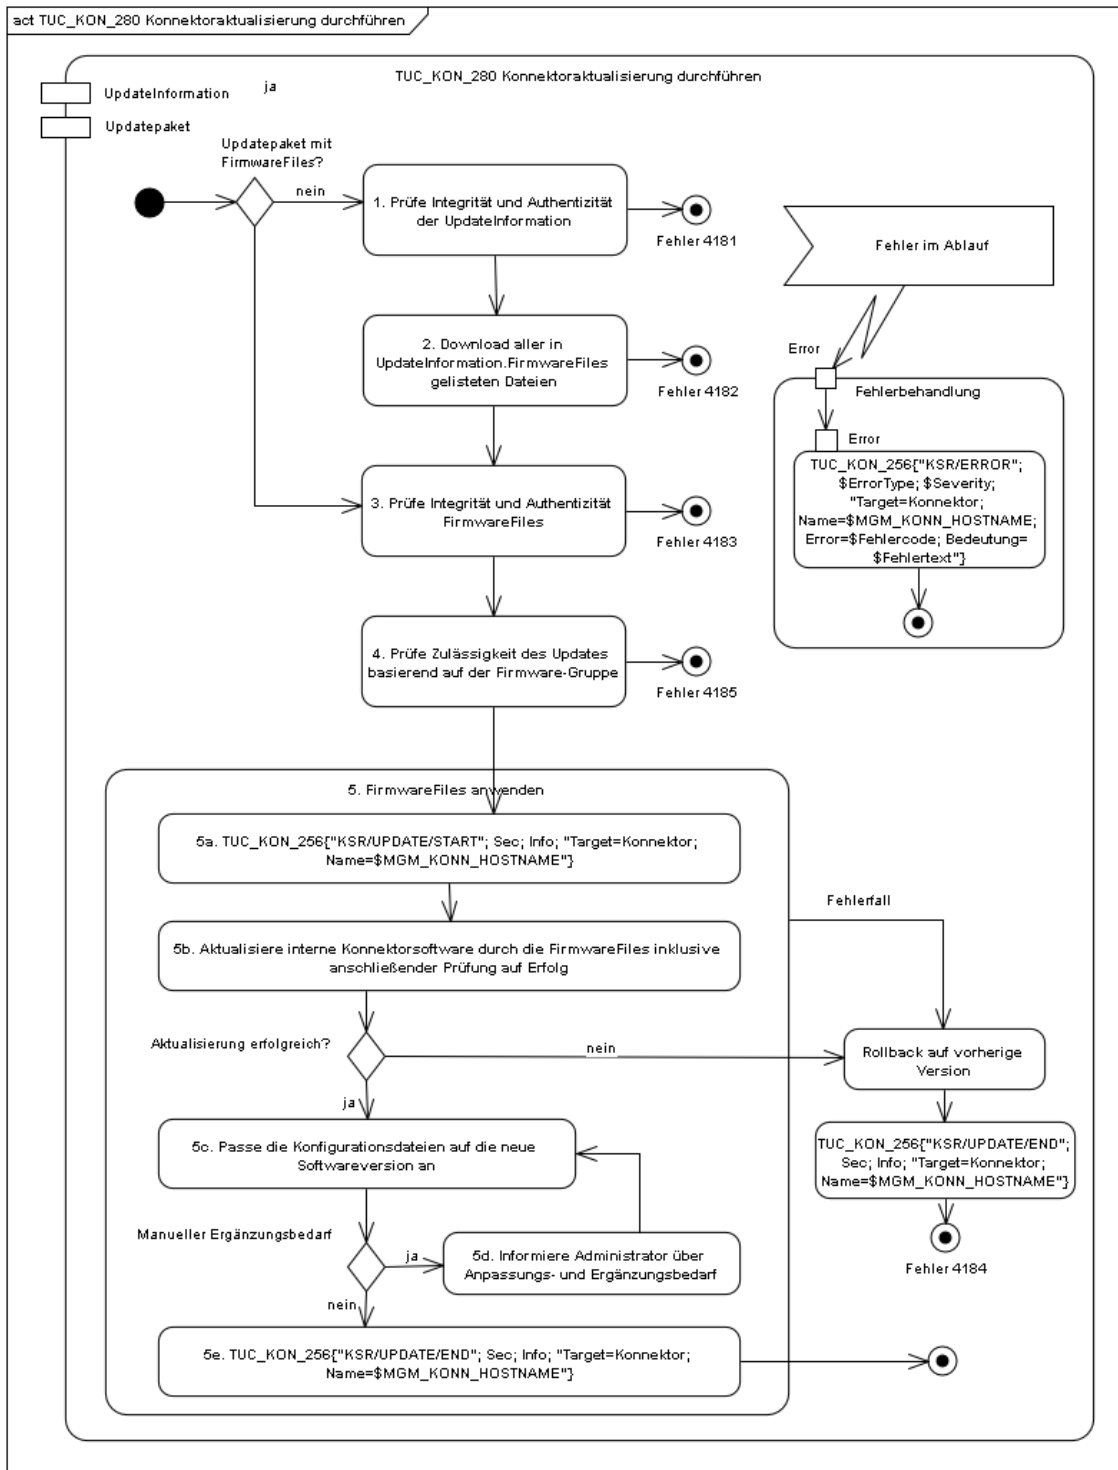 act TUC_KON_280 Konnektoraktualisierung durchführen
TUC_KON_280 Konnektoraktualisierung durchführen
ja
UpdateInformation
Updatepaket
Updatepaket mit
FirmwareFiles?
nein
1. Prüfe Integrität und Authentizität
der UpdateInformation
Fehler 4181
Fehler im Ablauf
2. Download aller in
UpdateInformation.FirmwareFiles
gelisteten Dateien
Fehler 4182
Error
Fehlerbehandlung
Error
TUC_KON_256{"KSR/ERROR";
$ErrorType; $Severity;
"Target=Konnektor;
Name=$MGM_KONN_HOSTNAME;
Error=$Fehlercode; Bedeutung=
$Fehlertext"}
3. Prüfe Integrität und Authentizität
FirmwareFiles
Fehler 4183
4. Prüfe Zulässigkeit des Updates
basierend auf der Firmware-Gruppe
Fehler 4185
5. FirmwareFiles anwenden
5a. TUC_KON_256{"KSR/UPDATE/START"; Sec; Info; "Target=Konnektor;
Name=$MGM_KONN_HOSTNAME"}
Fehlerfall
5b. Aktualisiere interne Konnektorsoftware durch die FirmwareFiles inklusive
anschließender Prüfung auf Erfolg
Aktualisierung erfolgreich?
nein
Rollback auf vorherige
Version
ja
5c. Passe die Konfigurationsdateien auf die neue
Softwareversion an
TUC_KON_256{"KSR/UPDATE/END";
Sec; Info; "Target=Konnektor;
Name=$MGM_KONN_HOSTNAME"}
Manueller Ergänzungsbedarf
ja
5d. Informiere Administrator über
Anpassungs- und Ergänzungsbedarf
Fehler 4184
nein
5e. TUC_KON_256{"KSR/UPDATE/END"; Sec; Info; "Target=Konnektor;
Name=$MGM_KONN_HOSTNAME"}